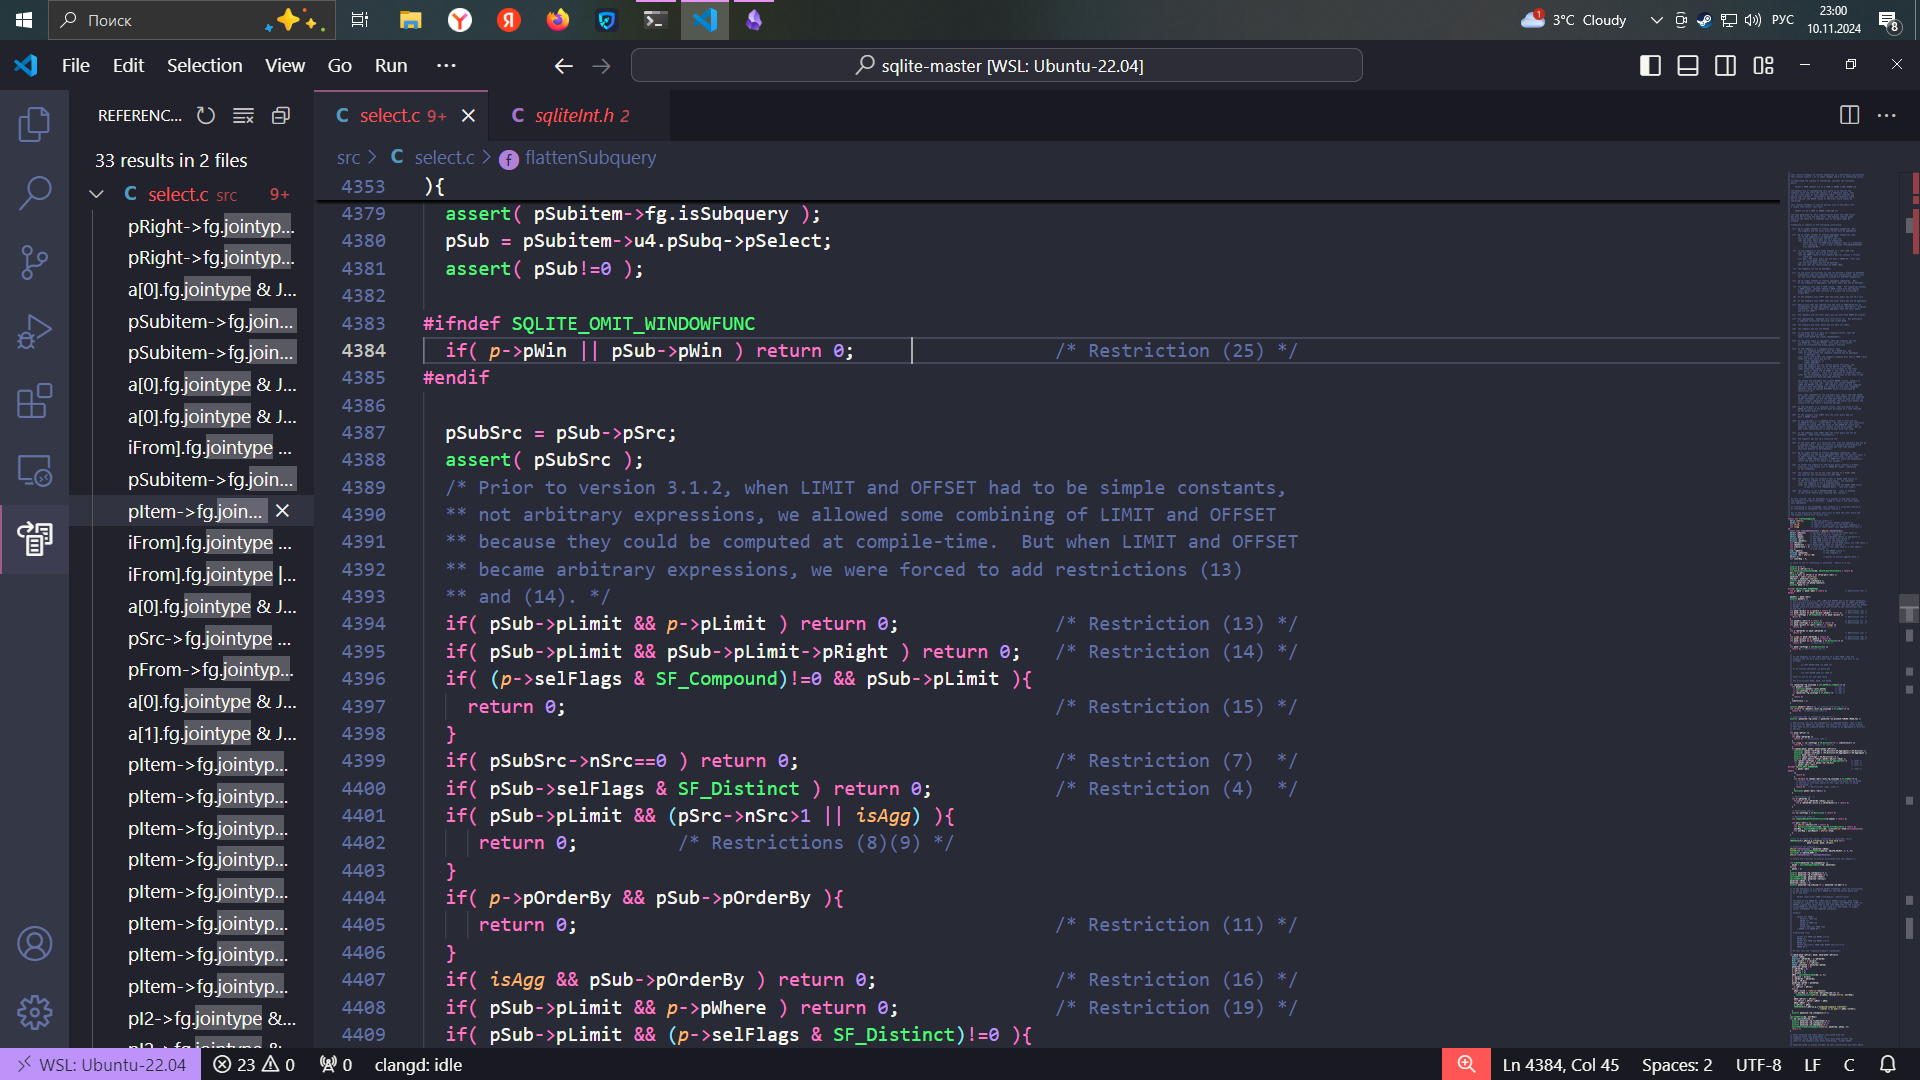 Поиск
3°C Cloudy
РУС
23:00
10.11.2024
8
1
File Edit Selection View Go Run ···
sqlite-master [WSL: Ubuntu-22.04]
REFERENC...
33 results in 2 files
C select.c src 9+
pRight->fg.jointyp...
pRight->fg.jointyp...
a[0].fg.jointype & J...
pSubitem->fg.join...
pSubitem->fg.join...
a[0].fg.jointype & J...
a[0].fg.jointype & J...
iFrom].fg.jointype ...
pSubitem->fg.join...
pItem->fg.join...
iFrom].fg.jointype ...
iFrom].fg.jointype |...
a[0].fg.jointype & J...
pSrc->fg.jointype ...
pFrom->fg.jointyp...
a[0].fg.jointype & J...
a[1].fg.jointype & J...
pItem->fg.jointyp...
pItem->fg.jointyp...
pItem->fg.jointyp...
pItem->fg.jointyp...
pItem->fg.jointyp...
pItem->fg.jointyp...
pItem->fg.jointyp...
pItem->fg.jointyp...
pI2->fg.jointype &...
C select.c 9+
C sqliteInt.h 2
src > C select.c > f flattenSubquery
4353 ){
4379 assert( pSubitem->fg.isSubquery );
4380 pSub = pSubitem->u4.pSubq->pSelect;
4381 assert( pSub!=0 );
4382
4383 #ifndef SQLITE_OMIT_WINDOWFUNC
4384 if( p->pWin || pSub->pWin ) return 0; /* Restriction (25) */
4385 #endif
4386
4387 pSubSrc = pSub->pSrc;
4388 assert( pSubSrc );
4389 /* Prior to version 3.1.2, when LIMIT and OFFSET had to be simple constants,
4390 ** not arbitrary expressions, we allowed some combining of LIMIT and OFFSET
4391 ** because they could be computed at compile-time.  But when LIMIT and OFFSET
4392 ** became arbitrary expressions, we were forced to add restrictions (13)
4393 ** and (14). */
4394 if( pSub->pLimit && p->pLimit ) return 0; /* Restriction (13) */
4395 if( pSub->pLimit && pSub->pLimit->pRight ) return 0; /* Restriction (14) */
4396 if( (p->selFlags & SF_Compound)!=0 && pSub->pLimit ){
4397 return 0; /* Restriction (15) */
4398 }
4399 if( pSubSrc->nSrc==0 ) return 0; /* Restriction (7)  */
4400 if( pSub->selFlags & SF_Distinct ) return 0; /* Restriction (4)  */
4401 if( pSub->pLimit && (pSrc->nSrc>1 || isAgg) ){
4402 return 0; /* Restrictions (8)(9) */
4403 }
4404 if( p->pOrderBy && pSub->pOrderBy ){
4405 return 0; /* Restriction (11) */
4406 }
4407 if( isAgg && pSub->pOrderBy ) return 0; /* Restriction (16) */
4408 if( pSub->pLimit && p->pWhere ) return 0; /* Restriction (19) */
4409 if( pSub->pLimit && (p->selFlags & SF_Distinct)!=0 ){
WSL: Ubuntu-22.04
23 0
0
clangd: idle
Ln 4384, Col 45
Spaces: 2
UTF-8
LF
C